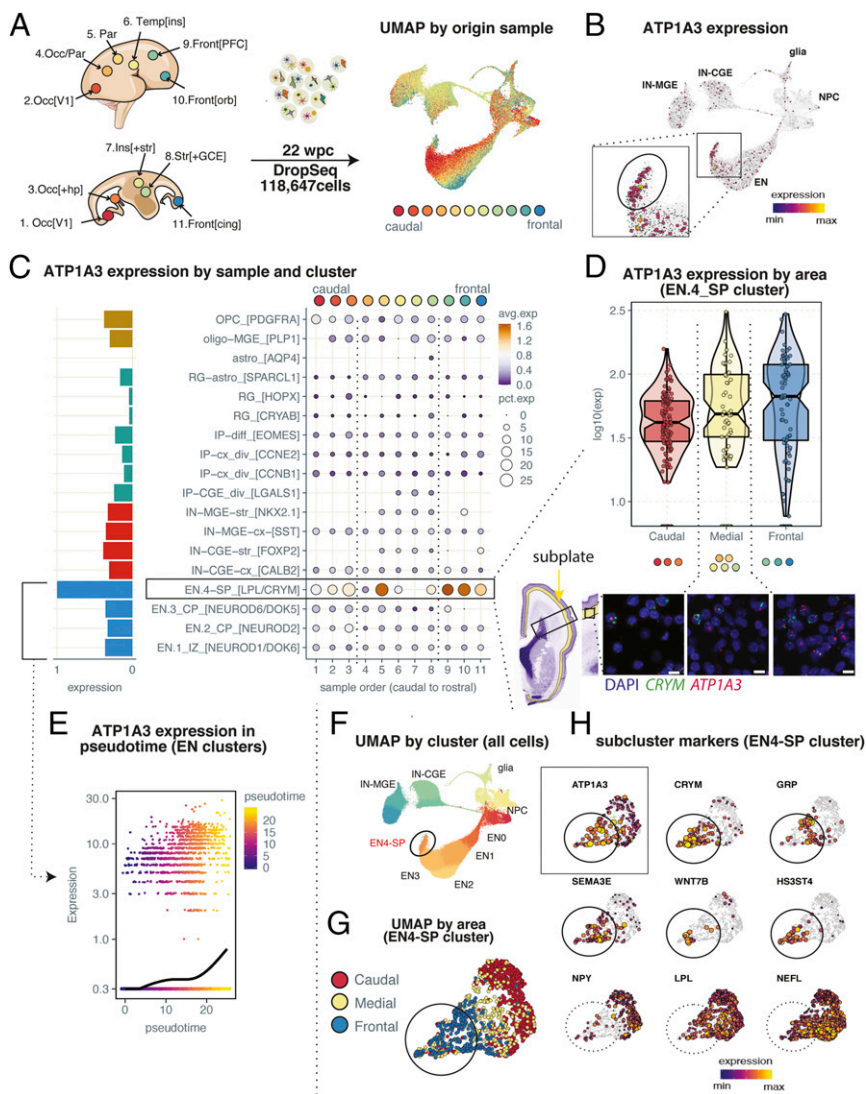 A
6. Temp[ins]
5. Par
9.Front[PFC]
4.Occ/Par
2.Occ[V1]
10.Front[orb]
7.Ins[+str]
8.Str[+GCE]
3.Occ[+hp]
1. Occ[V1]
11.Front[cing]
22 wpc
DropSeq
118,647cells
UMAP by origin sample
caudal
frontal
B
ATP1A3 expression
glia
IN-CGE
IN-MGE
NPC
EN
expression
min
max
C
ATP1A3 expression by sample and cluster
caudal
frontal
OPC_[PDGFRA]
oligo-MGE_[PLP1]
astro_[AQP4]
RG-astro_[SPARCL1]
RG_[HOPX]
RG_[CRYAB]
IP-diff_[EOMES]
IP-cx_div_[CCNE2]
IP-cx_div_[CCNB1]
IP-CGE_div_[LGALS1]
IN-MGE-str_[NKX2.1]
IN-MGE-cx-[SST]
IN-CGE-str_[FOXP2]
IN-CGE-cx_[CALB2]
EN.4-SP_[LPL/CRYM]
EN.3_CP_[NEUROD6/DOK5]
EN.2_CP_[NEUROD2]
EN.1_IZ_[NEUROD1/DOK6]
avg.exp
1.6
1.2
0.8
0.4
0.0
pct.exp
0
5
10
15
20
25
1 0
expression
1 2 3 4 5 6 7 8 9 10 11
sample order (caudal to rostral)
D
ATP1A3 expression by area
(EN.4_SP cluster)
log10(exp)
2.5
2.0
1.5
1.0
Caudal Medial Frontal
subplate
DAPI CRYM ATP1A3
E
ATP1A3 expression in
pseudotime (EN clusters)
pseudotime
20
15
10
5
0
Expression
30.0
10.0
3.0
1.0
0.3
0 5 10 15 20 25
pseudotime
F
UMAP by cluster (all cells)
IN-CGE
glia
IN-MGE
NPC
EN4-SP
EN0
EN1
EN3
EN2
G
UMAP by area
(EN4-SP cluster)
Caudal
Medial
Frontal
H
subcluster markers (EN4-SP cluster)
ATP1A3 CRYM GRP
SEMA3E WNT7B HS3ST4
NPY LPL NEFL
expression
min
max